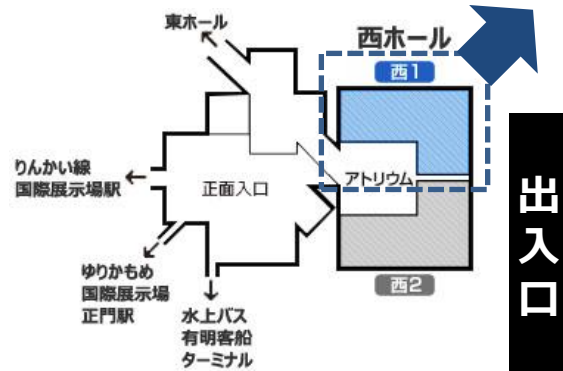 東ホール
西ホール
西1
りんかい線
国際展示場駅
正面入口
アトリウム
出入口
ゆりかもめ
国際展示場
正門駅
水上バス
有明客船
ターミナル
西2